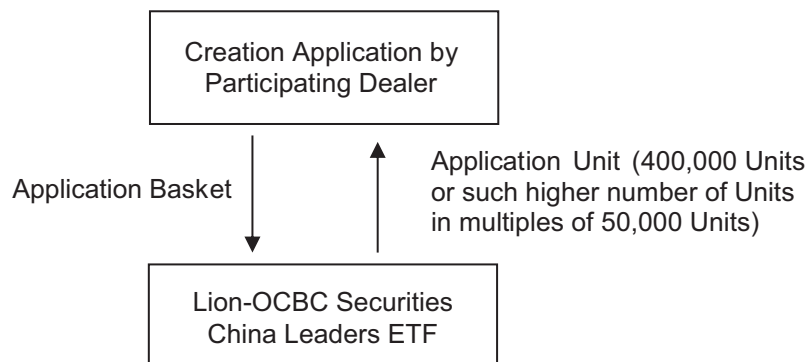 Creation Application by
Participating Dealer
Application Basket
Application Unit (400,000 Units
or such higher number of Units
in multiples of 50,000 Units)
Lion-OCBC Securities
China Leaders ETF